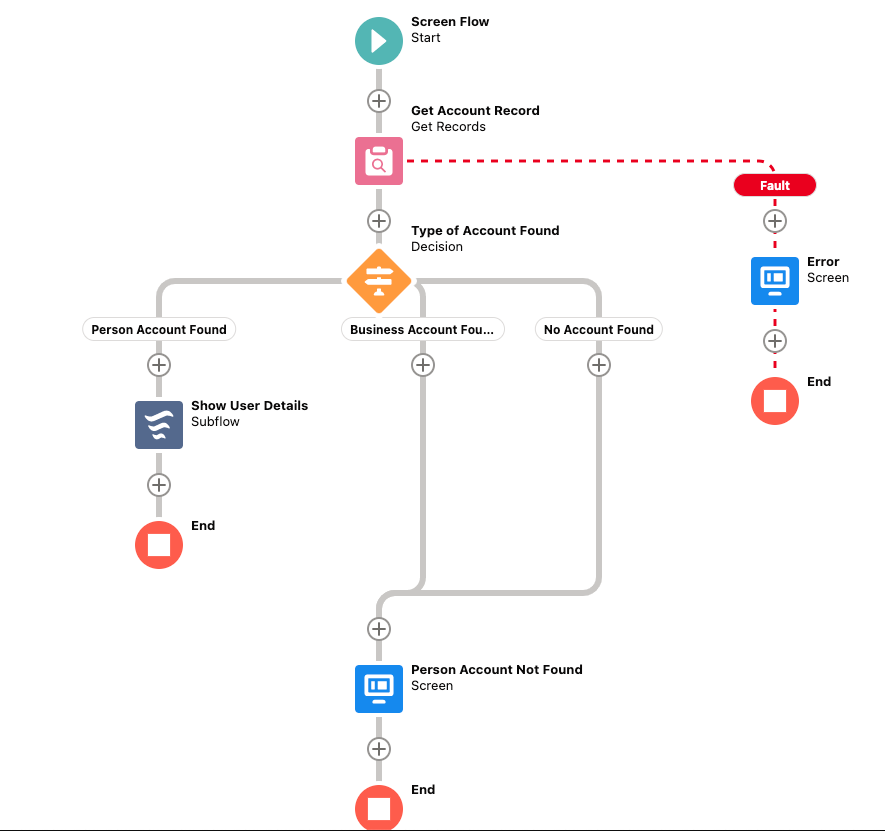 Screen Flow
Start
Get Account Record
Get Records
Fault
Type of Account Found
Decision
Error
Screen
Person Account Found
Business Account Fou...
No Account Found
End
Show User Details
Subflow
End
Person Account Not Found
Screen
End